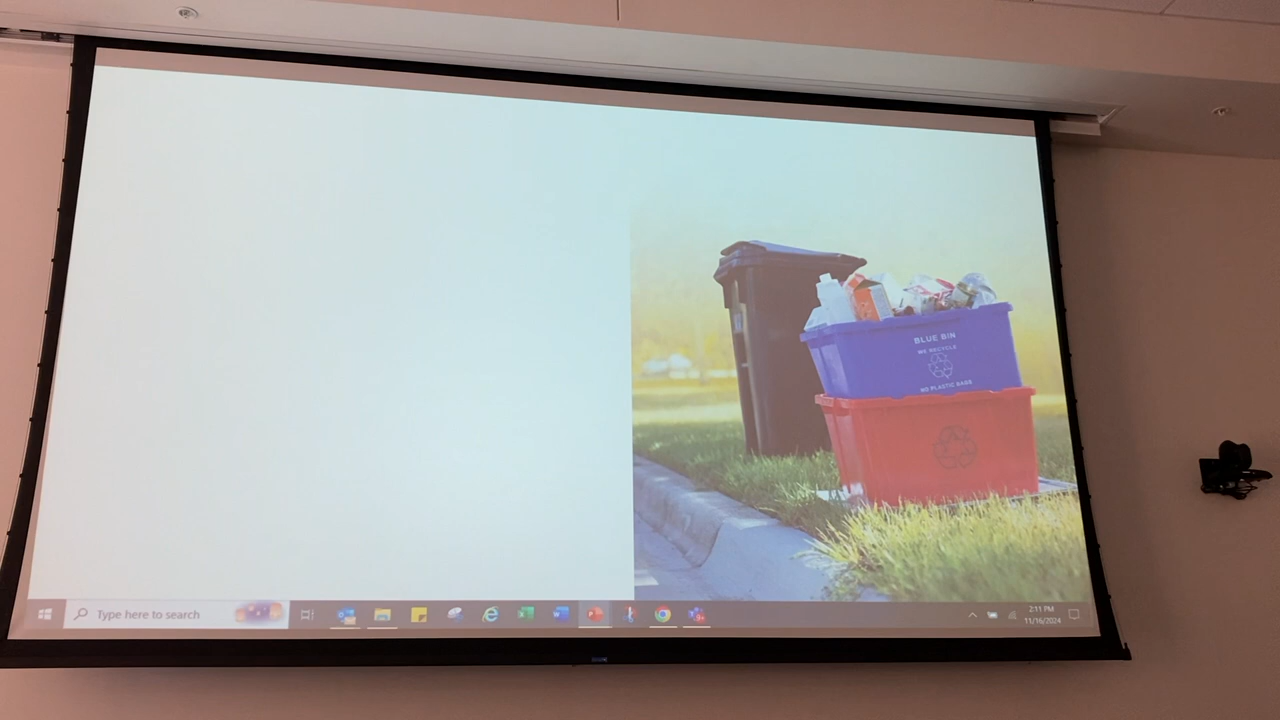 BLUE BIN
WE RECYCLE
NO PLASTIC BAGS
Type here to search
2:11 PM
11/16/2024